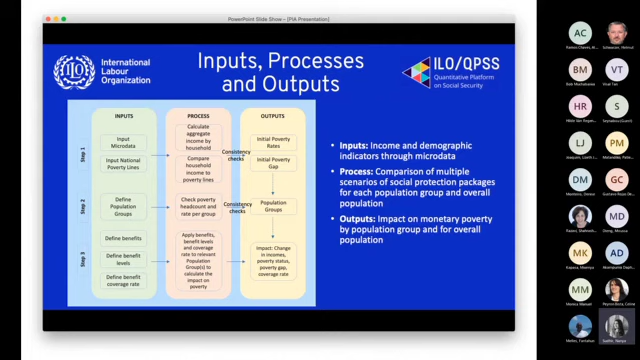 PowerPoint Slide Show - [PIA Presentation]
International
Labour
Organization
Inputs, Processes
and Outputs
ILO/QPSS
Quantitative Platform
on Social Security
INPUTS
PROCESS
OUTPUTS
Step 1
Input
Microdata
Input National
Poverty Lines
Calculate
aggregate
income by
household
Compare
household
income to
poverty lines
Consistency
checks
Initial Poverty
Rates
Initial Poverty
Gap
Step 2
Define
Population
Groups
Check poverty
headcount and
rate per group
Consistency
checks
Population
Groups
Step 3
Define benefits
Define benefit
levels
Define benefit
coverage rate
Apply benefits,
benefit levels and
coverage rate to
relevant
Population
Group(s) to
calculate the
impact on
poverty
Impact: Change
in incomes,
poverty status,
poverty gap,
coverage rate
• Inputs: Income and demographic
indicators through microdata
• Process: Comparison of multiple
scenarios of social protection packages
for each population group and overall
population
• Outputs: Impact on monetary poverty
by population group and for overall
population
AC
BM
VT
HR
S
LJ
PM
DM
GC
MD
MK
AD
MM